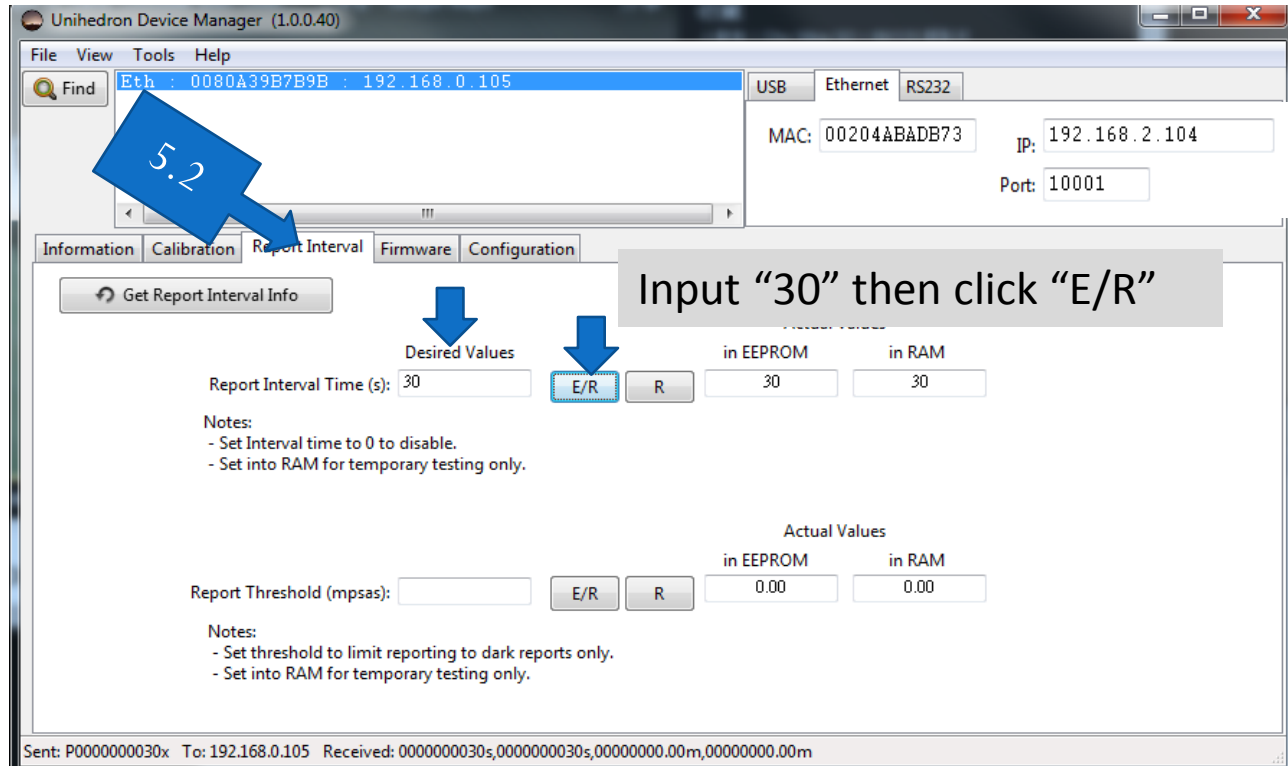 Unihedron Device Manager (1.0.0.40)
File View Tools Help
Find
Eth : 0080A39B7B9B : 192.168.0.105
USB Ethernet RS232
MAC: 00204ABADB73 IP: 192.168.2.104
Port: 10001
5.2
Information Calibration Report Interval Firmware Configuration
Get Report Interval Info
Input “30” then click “E/R”
Actual Values
Desired Values in EEPROM in RAM
Report Interval Time (s): 30 E/R R 30 30
Notes:
- Set Interval time to 0 to disable.
- Set into RAM for temporary testing only.
Actual Values
in EEPROM in RAM
Report Threshold (mpsas): E/R R 0.00 0.00
Notes:
- Set threshold to limit reporting to dark reports only.
- Set into RAM for temporary testing only.
Sent: P0000000030x To: 192.168.0.105 Received: 0000000030s,0000000030s,00000000.00m,00000000.00m